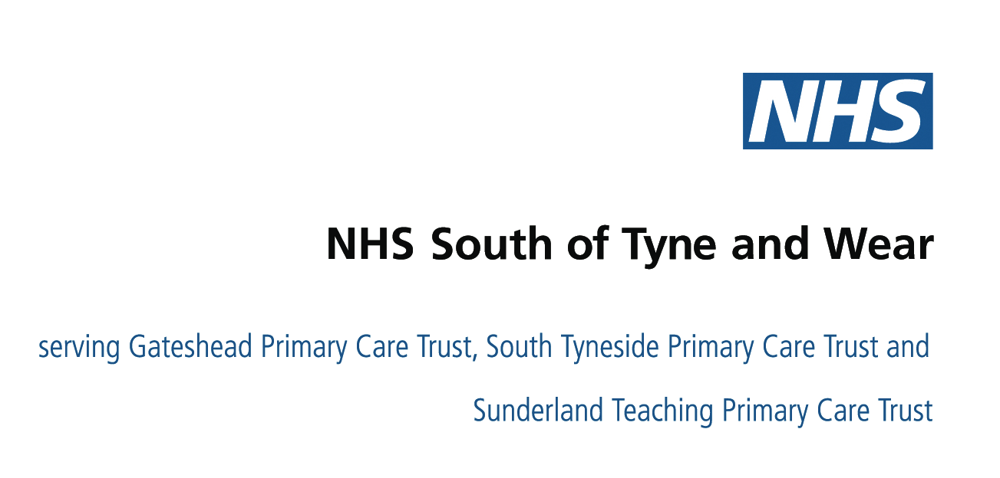 NHS
NHS South of Tyne and Wear
serving Gateshead Primary Care Trust, South Tyneside Primary Care Trust and
Sunderland Teaching Primary Care Trust